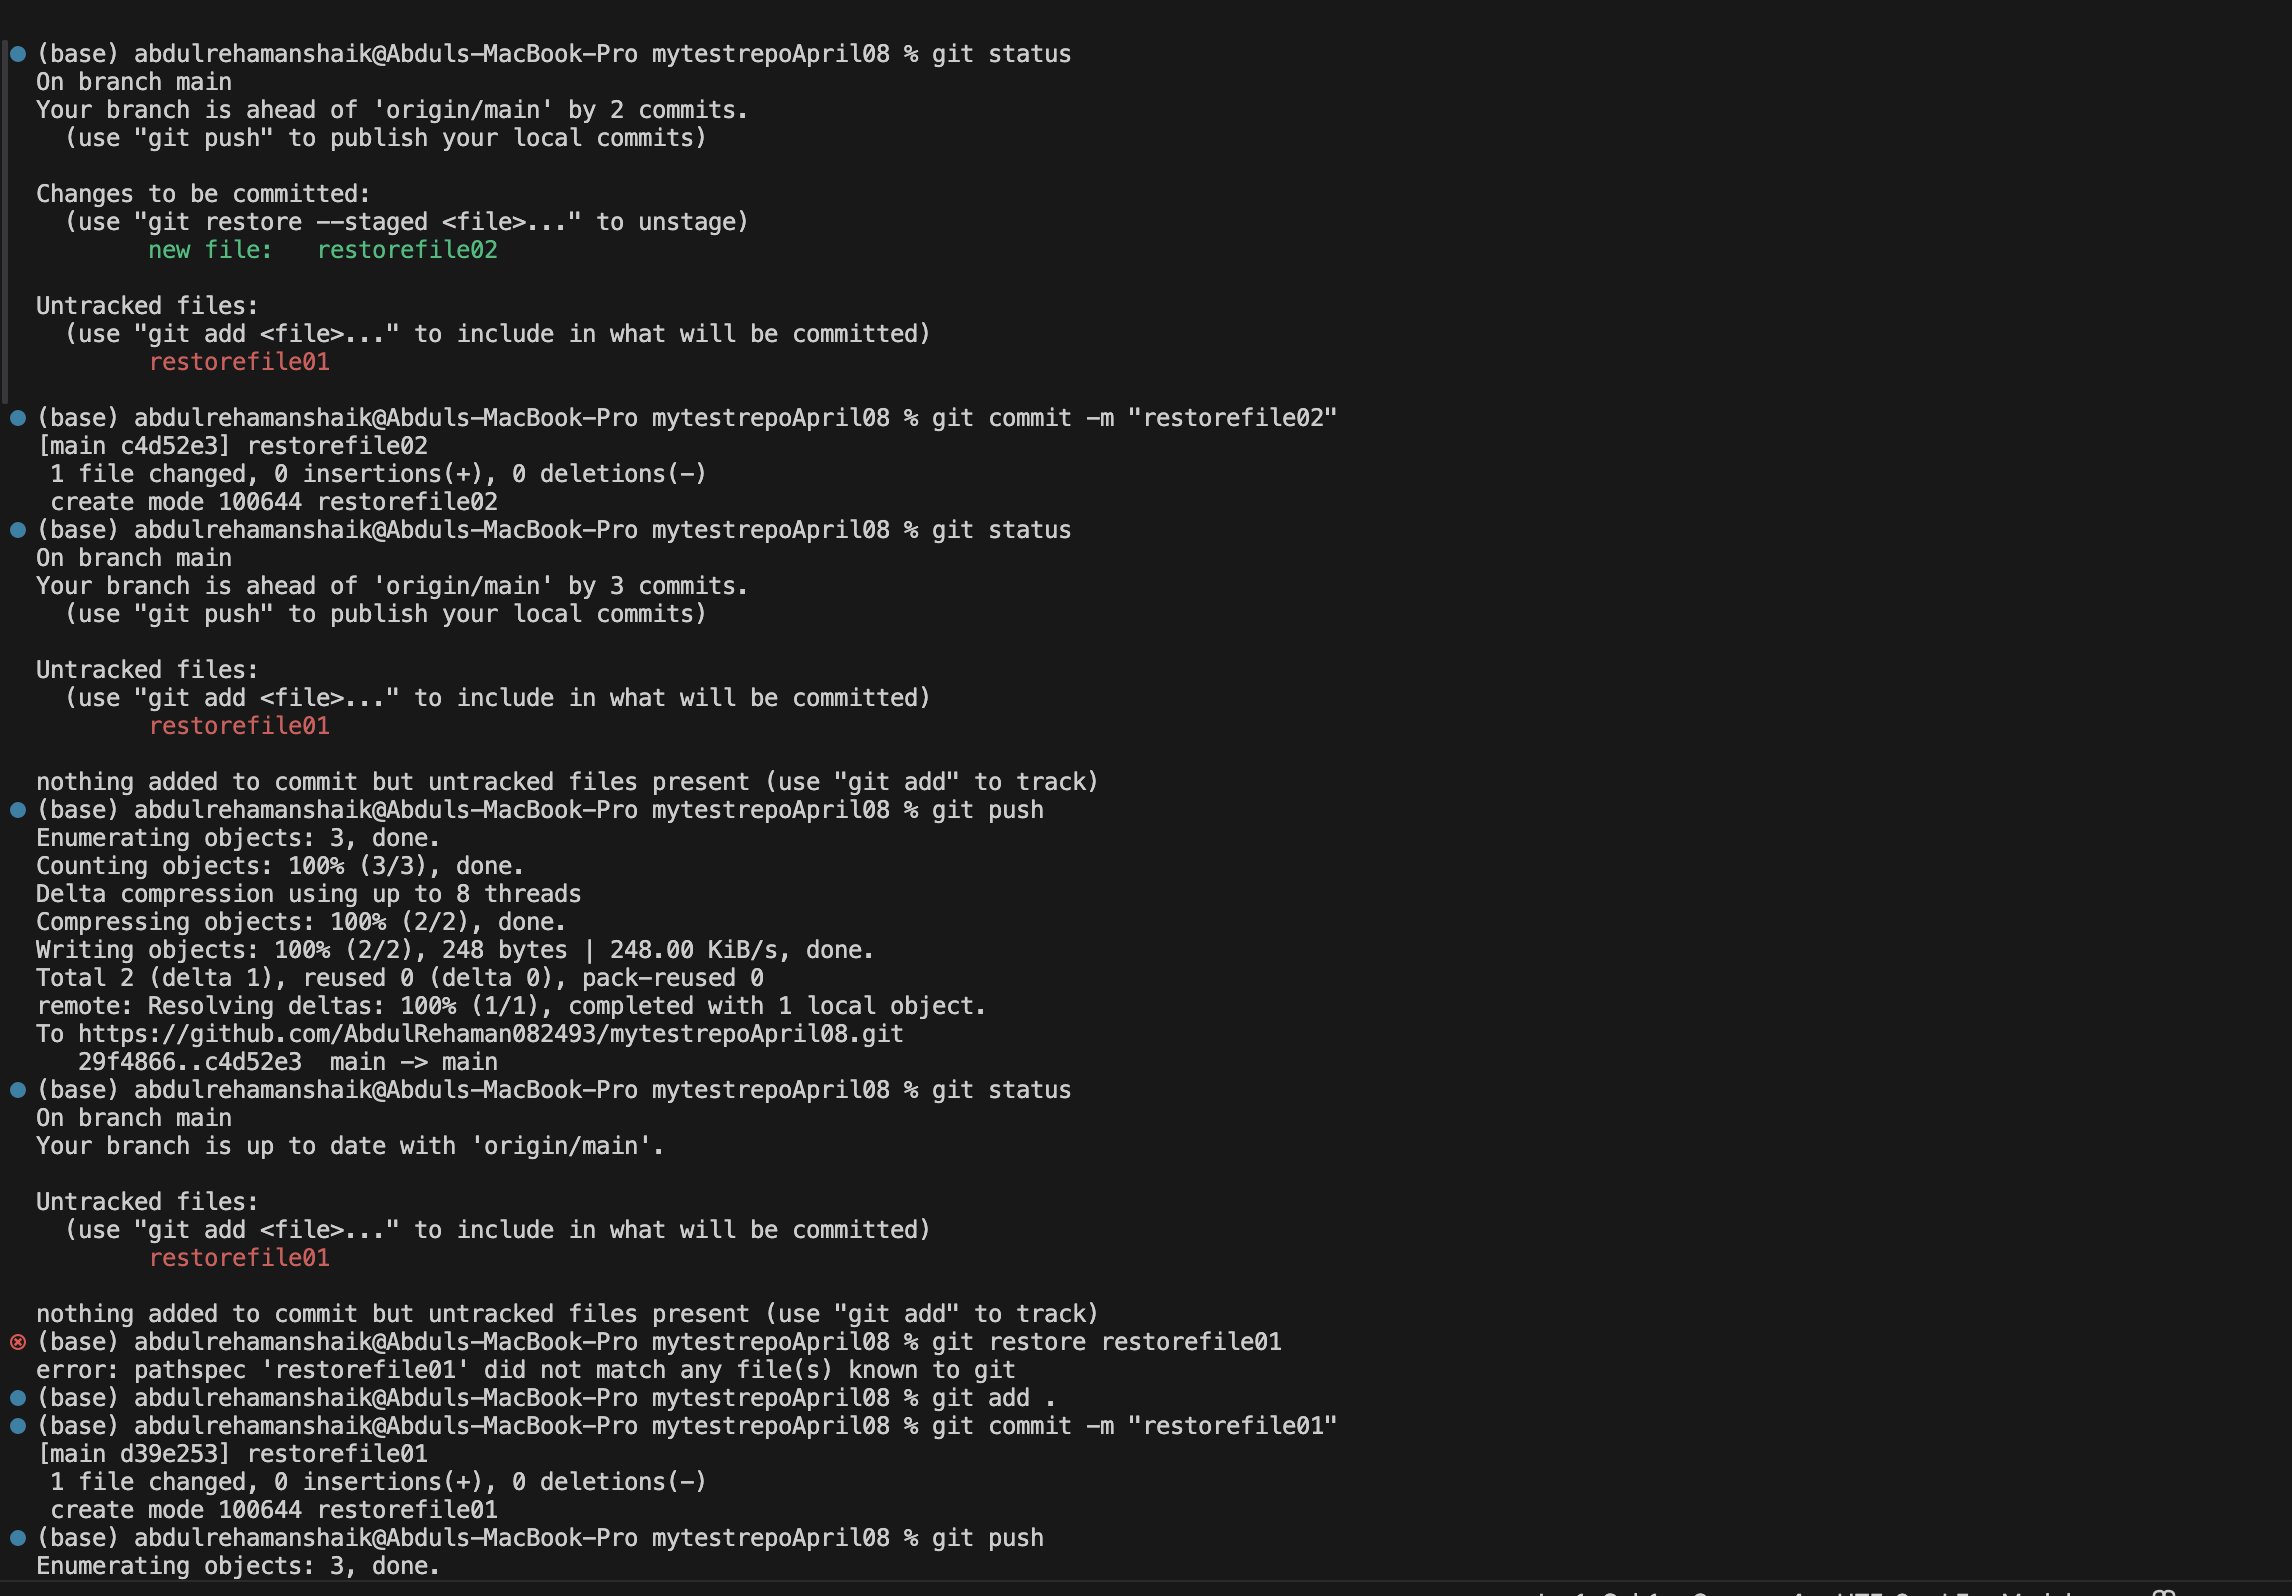 (base) abdulrehamanshaik@Abduls-MacBook-Pro mytestrepoApril08 % git status
On branch main
Your branch is ahead of 'origin/main' by 2 commits.
  (use "git push" to publish your local commits)

Changes to be committed:
  (use "git restore --staged <file>..." to unstage)
        new file:   restorefile02

Untracked files:
  (use "git add <file>..." to include in what will be committed)
        restorefile01

(base) abdulrehamanshaik@Abduls-MacBook-Pro mytestrepoApril08 % git commit -m "restorefile02"
[main c4d52e3] restorefile02
 1 file changed, 0 insertions(+), 0 deletions(-)
 create mode 100644 restorefile02
(base) abdulrehamanshaik@Abduls-MacBook-Pro mytestrepoApril08 % git status
On branch main
Your branch is ahead of 'origin/main' by 3 commits.
  (use "git push" to publish your local commits)

Untracked files:
  (use "git add <file>..." to include in what will be committed)
        restorefile01

nothing added to commit but untracked files present (use "git add" to track)
(base) abdulrehamanshaik@Abduls-MacBook-Pro mytestrepoApril08 % git push
Enumerating objects: 3, done.
Counting objects: 100% (3/3), done.
Delta compression using up to 8 threads
Compressing objects: 100% (2/2), done.
Writing objects: 100% (2/2), 248 bytes | 248.00 KiB/s, done.
Total 2 (delta 1), reused 0 (delta 0), pack-reused 0
remote: Resolving deltas: 100% (1/1), completed with 1 local object.
To https://github.com/AbdulRehaman082493/mytestrepoApril08.git
   29f4866..c4d52e3  main -> main
(base) abdulrehamanshaik@Abduls-MacBook-Pro mytestrepoApril08 % git status
On branch main
Your branch is up to date with 'origin/main'.

Untracked files:
  (use "git add <file>..." to include in what will be committed)
        restorefile01

nothing added to commit but untracked files present (use "git add" to track)
(base) abdulrehamanshaik@Abduls-MacBook-Pro mytestrepoApril08 % git restore restorefile01
error: pathspec 'restorefile01' did not match any file(s) known to git
(base) abdulrehamanshaik@Abduls-MacBook-Pro mytestrepoApril08 % git add .
(base) abdulrehamanshaik@Abduls-MacBook-Pro mytestrepoApril08 % git commit -m "restorefile01"
[main d39e253] restorefile01
 1 file changed, 0 insertions(+), 0 deletions(-)
 create mode 100644 restorefile01
(base) abdulrehamanshaik@Abduls-MacBook-Pro mytestrepoApril08 % git push
Enumerating objects: 3, done.